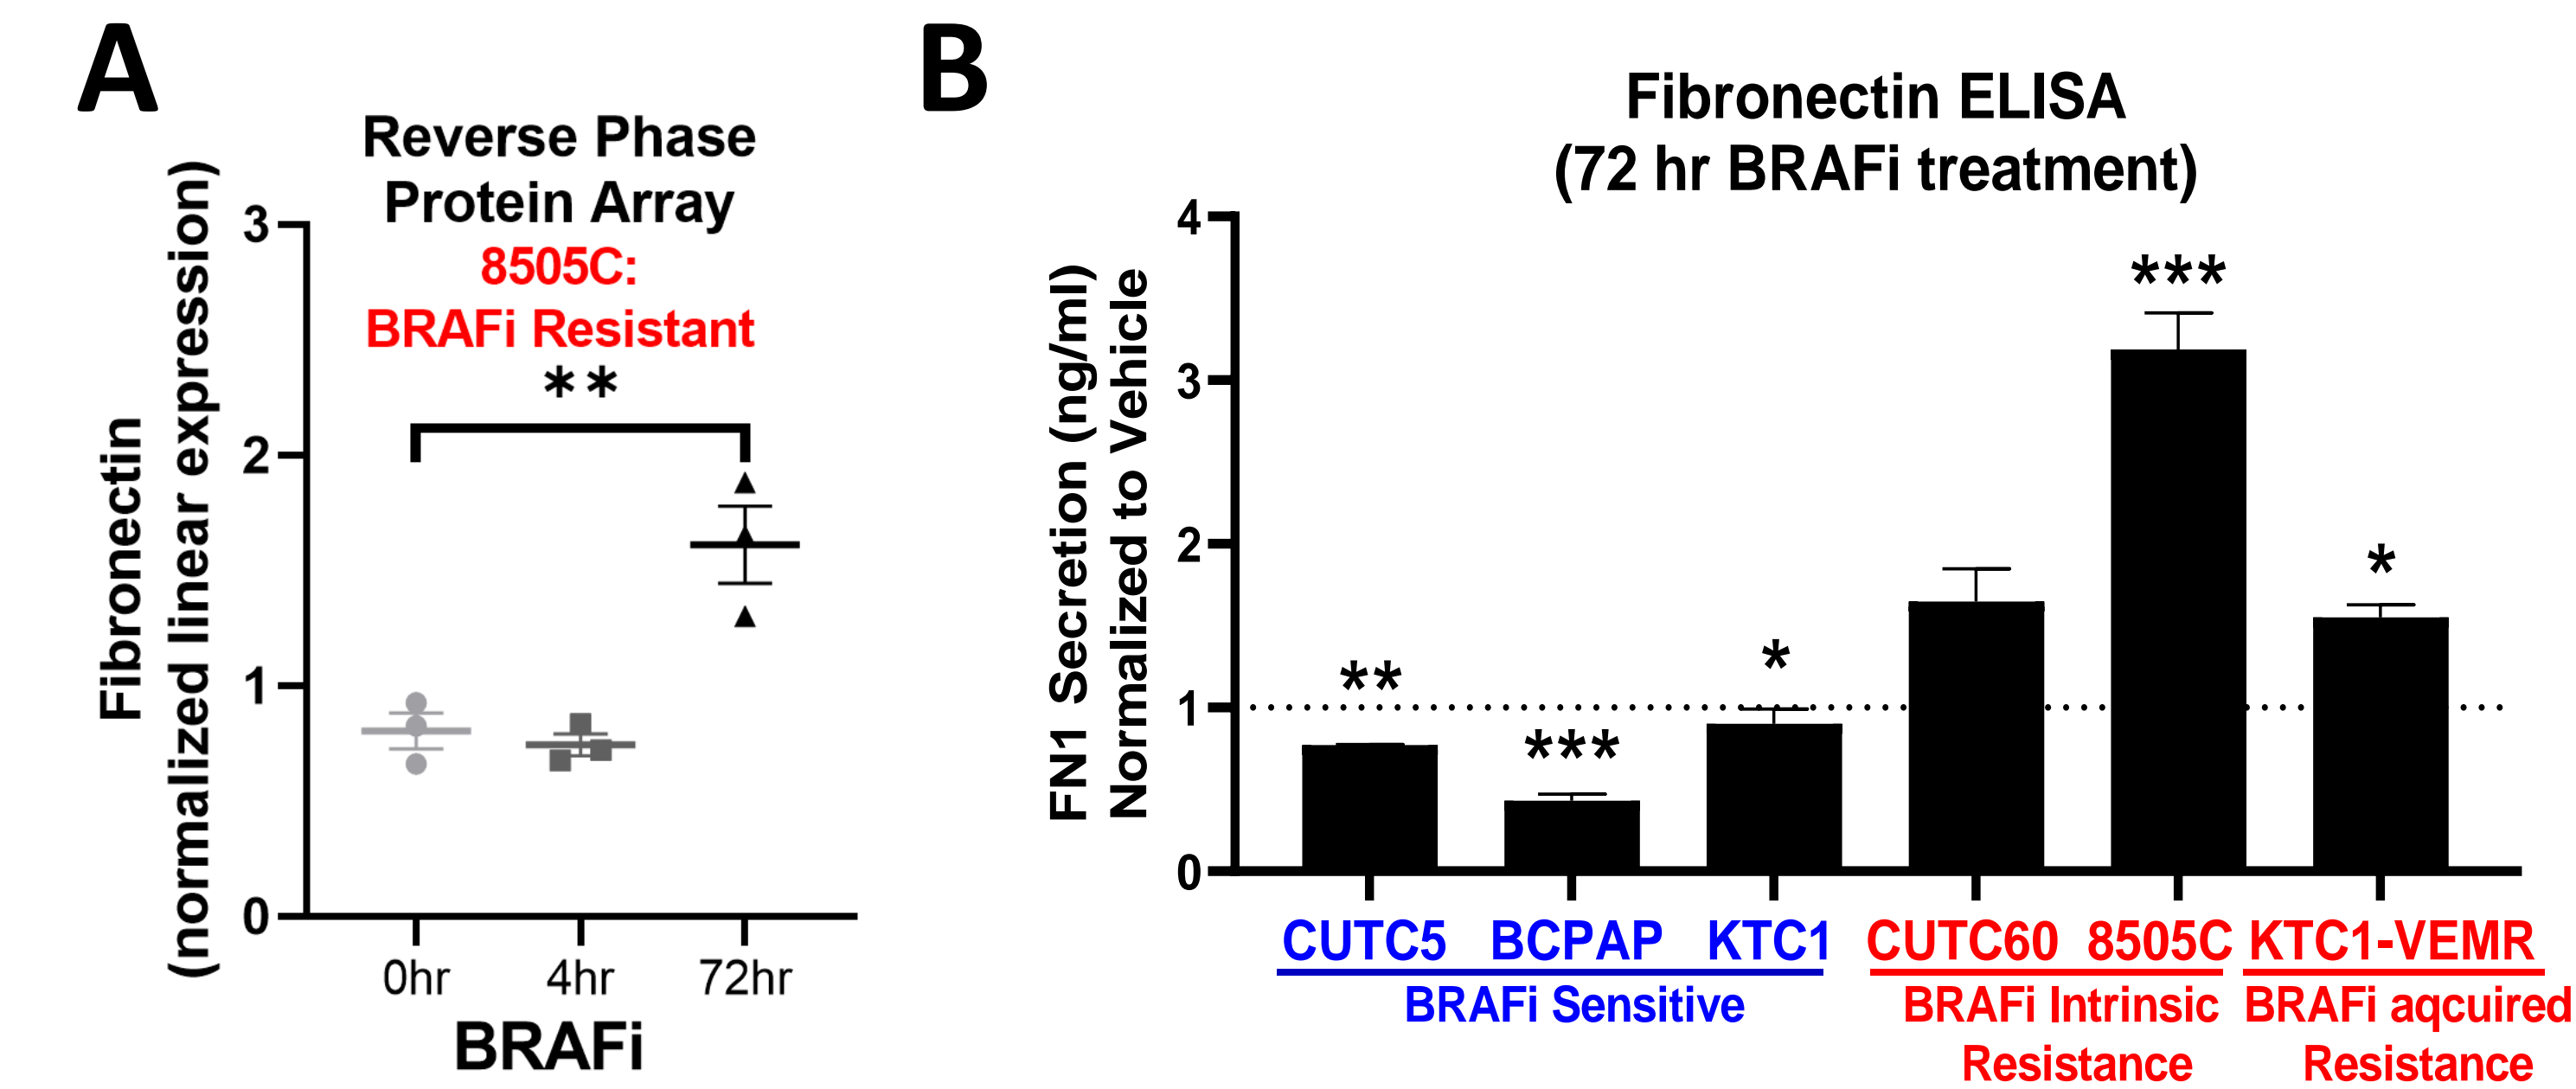 A
Reverse Phase
Protein Array
8505C:
BRAFi Resistant
**
Fibronectin
(normalized linear expression)
3
2
1
0
0hr 4hr 72hr
BRAFi
B
Fibronectin ELISA
(72 hr BRAFi treatment)
FN1 Secretion (ng/ml)
Normalized to Vehicle
4
3
2
1
0
** *** * *** *
CUTC5 BCPAP KTC1 CUTC60 8505C KTC1-VEMR
BRAFi Sensitive
BRAFi Intrinsic
Resistance
BRAFi aqcuired
Resistance